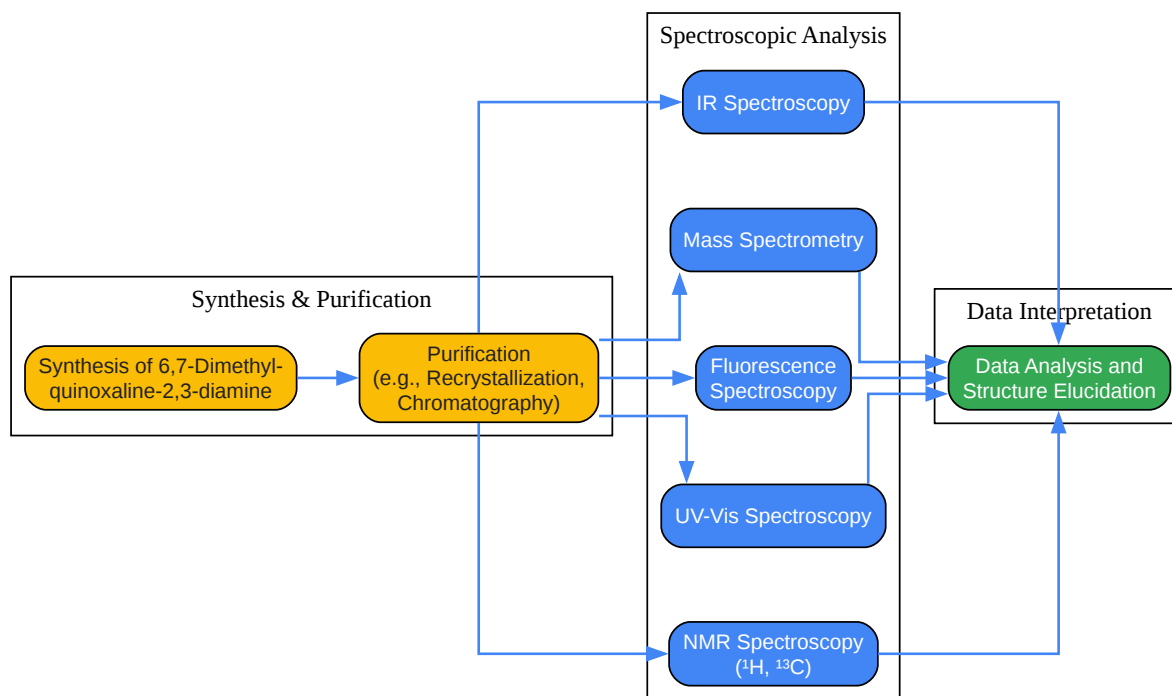 Spectroscopic Analysis
IR Spectroscopy
Mass Spectrometry
Synthesis & Purification
Data Interpretation
Synthesis of 6,7-Dimethyl-
quinoxaline-2,3-diamine
Purification
(e.g., Recrystallization,
Chromatography)
Fluorescence
Spectroscopy
Data Analysis and
Structure Elucidation
UV-Vis Spectroscopy
NMR Spectroscopy
(¹H, ¹³C)